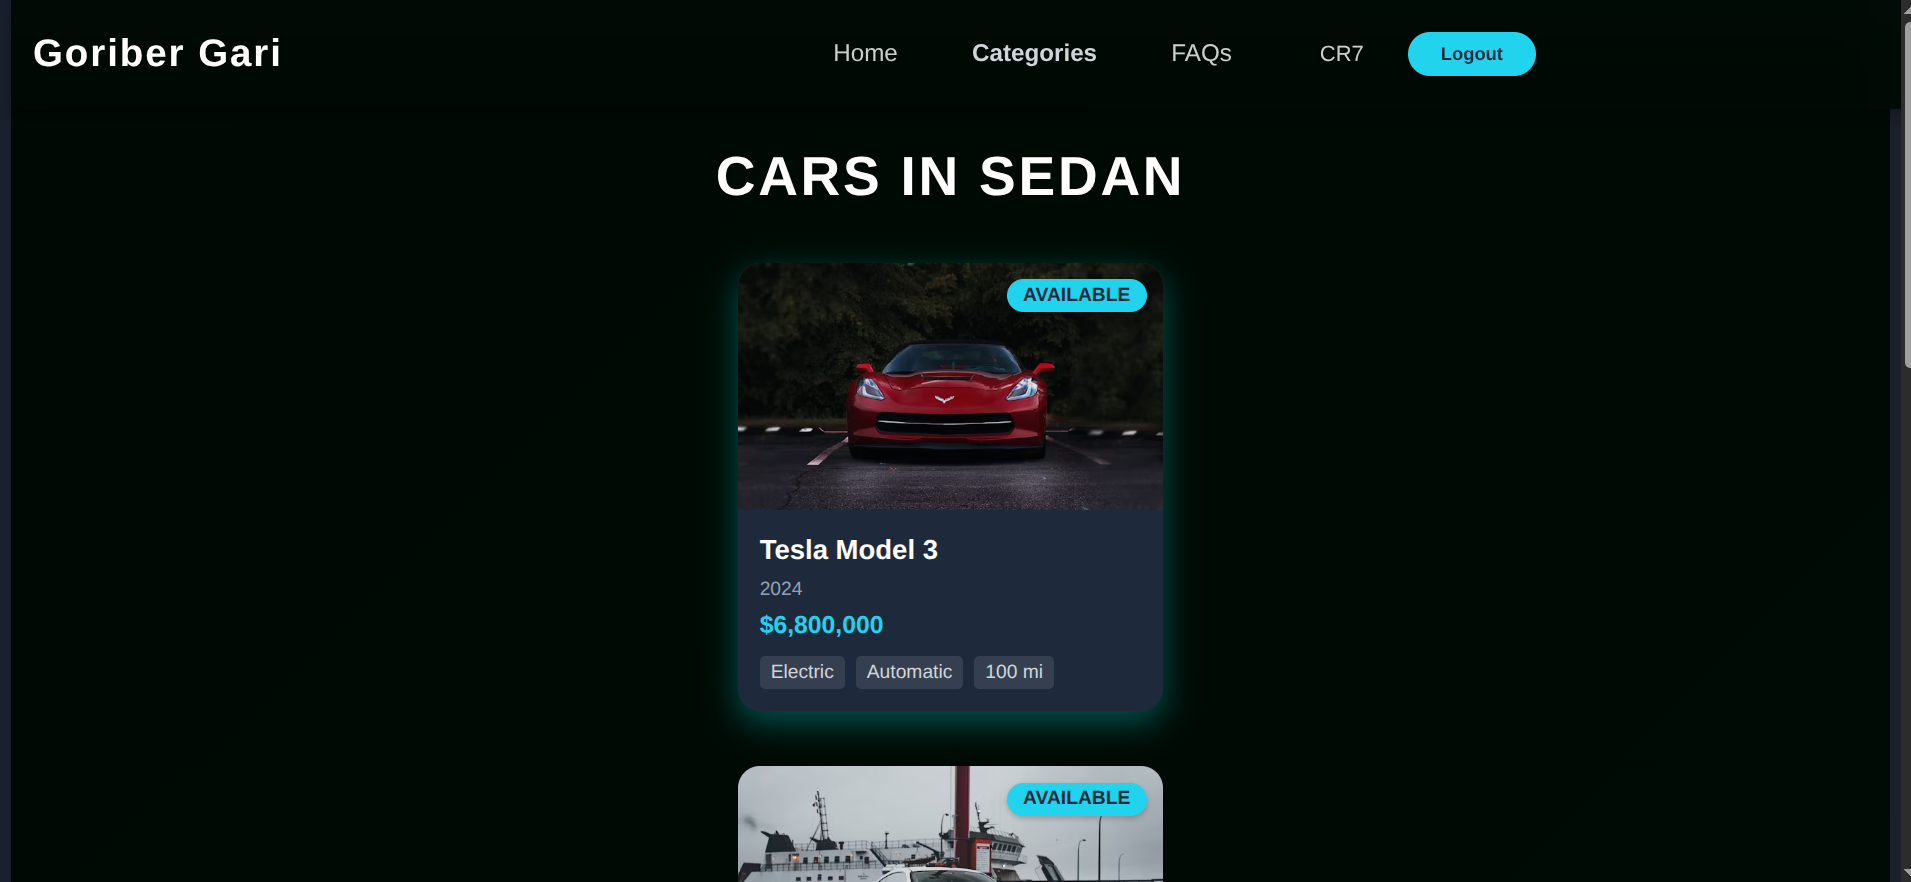 Goriber Gari
Home Categories FAQs CR7 Logout
CARS IN SEDAN
AVAILABLE
Tesla Model 3
2024
$6,800,000
Electric Automatic 100 mi
AVAILABLE